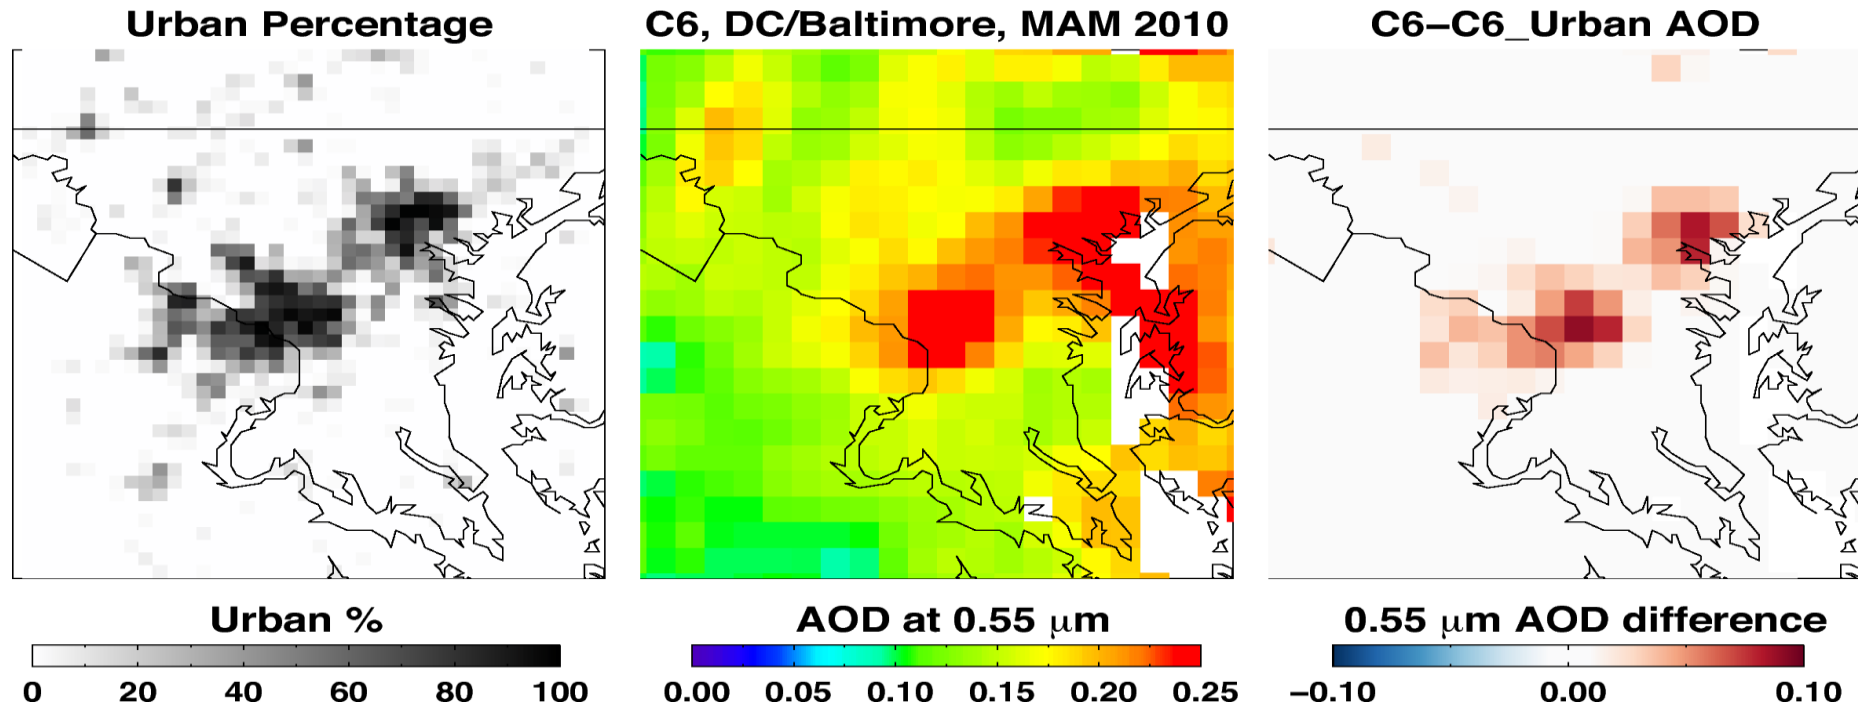 Urban Percentage
C6, DC/Baltimore, MAM 2010
C6−C6_Urban AOD
Urban %
0 20 40 60 80 100
AOD at 0.55 μm
0.00 0.05 0.10 0.15 0.20 0.25
0.55 μm AOD difference
−0.10 0.00 0.10